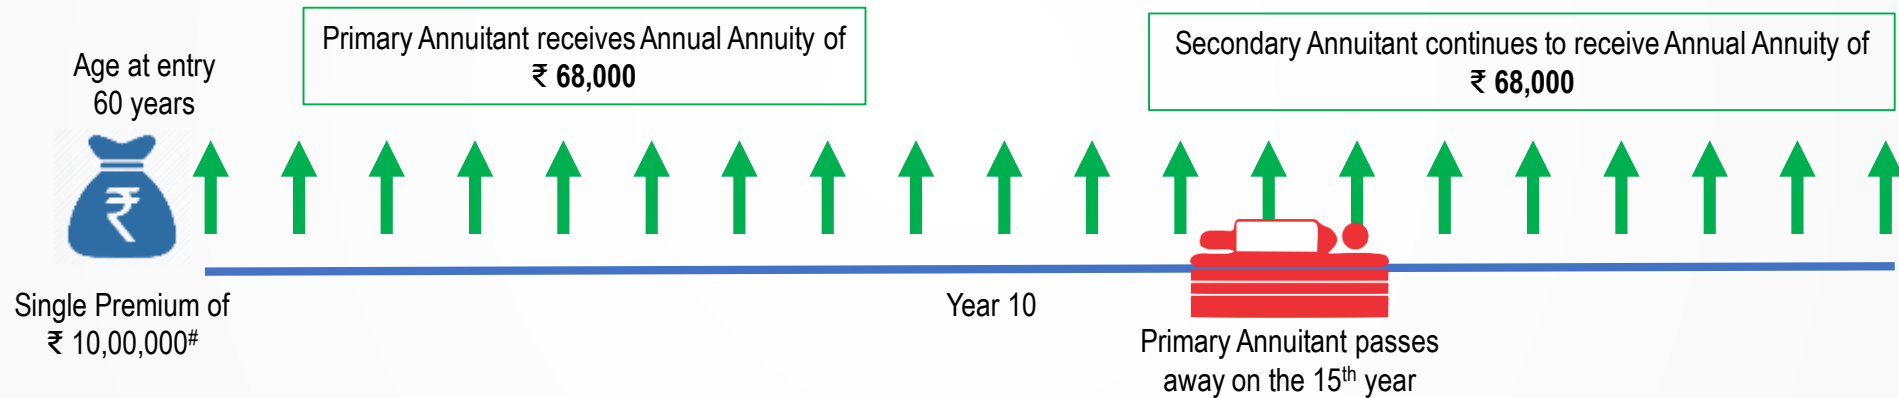 Age at entry
60 years
Primary Annuitant receives Annual Annuity of
₹ 68,000
Secondary Annuitant continues to receive Annual Annuity of
₹ 68,000
₹
Single Premium of
₹ 10,00,000#
Year 10
Primary Annuitant passes
away on the 15th year